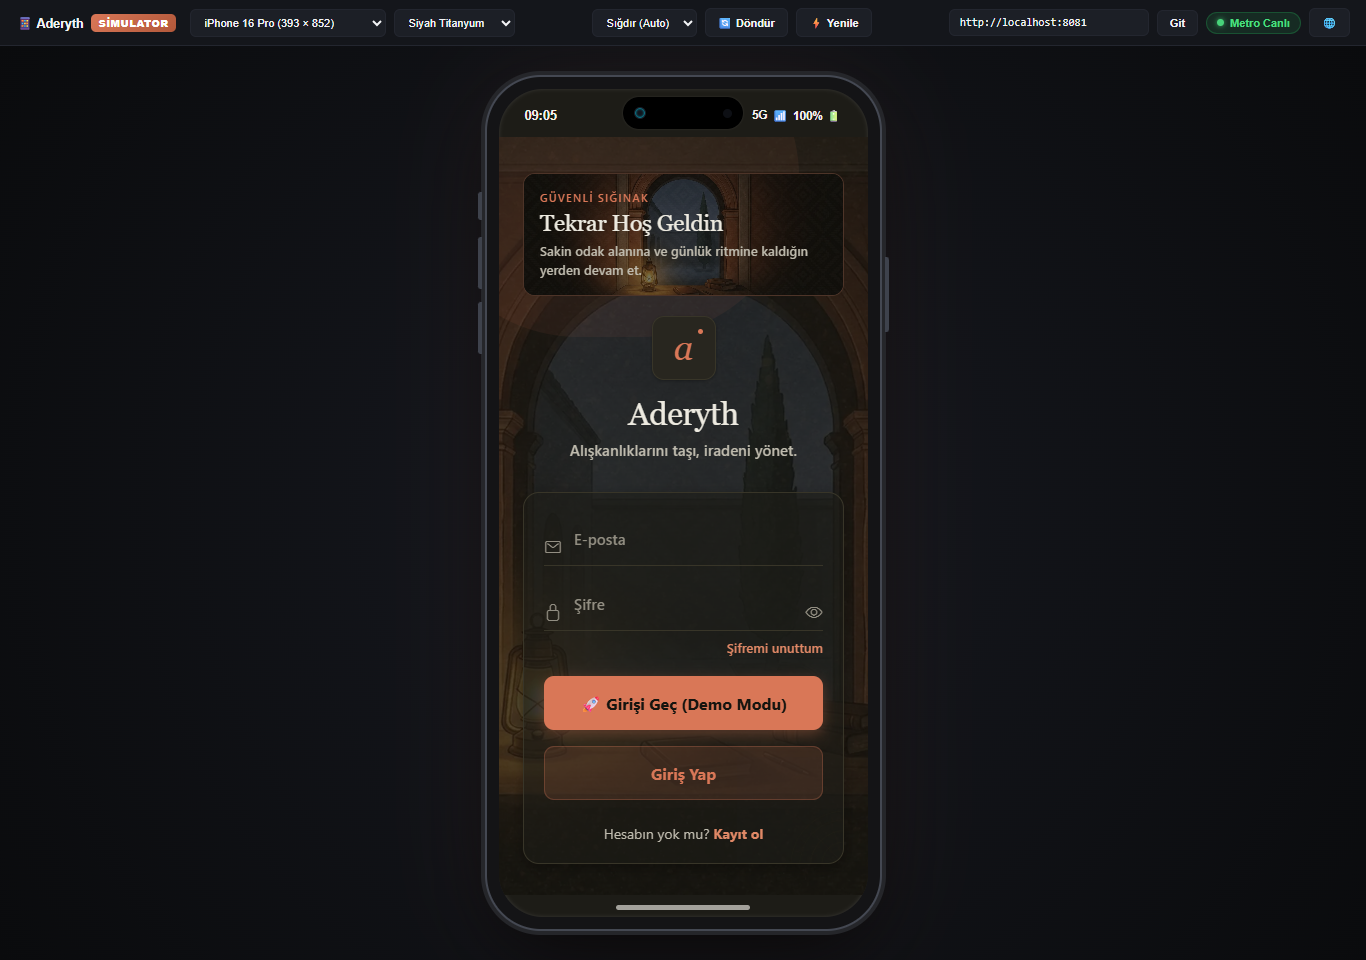 Aderyth SİMULATOR iPhone 16 Pro (393 × 852) Siyah Titanyum Sığdır (Auto) Döndür Yenile http://localhost:8081 Git Metro Canlı
09:05 5G 100%
GÜVENLİ SIĞINAK
Tekrar Hoş Geldin
Sakin odak alanına ve günlük ritmine kaldığın
yerden devam et.
a
Aderyth
Alışkanlıklarını taşı, iradeni yönet.
E-posta
Şifre
Şifremi unuttum
🚀 Girişi Geç (Demo Modu)
Giriş Yap
Hesabın yok mu? Kayıt ol